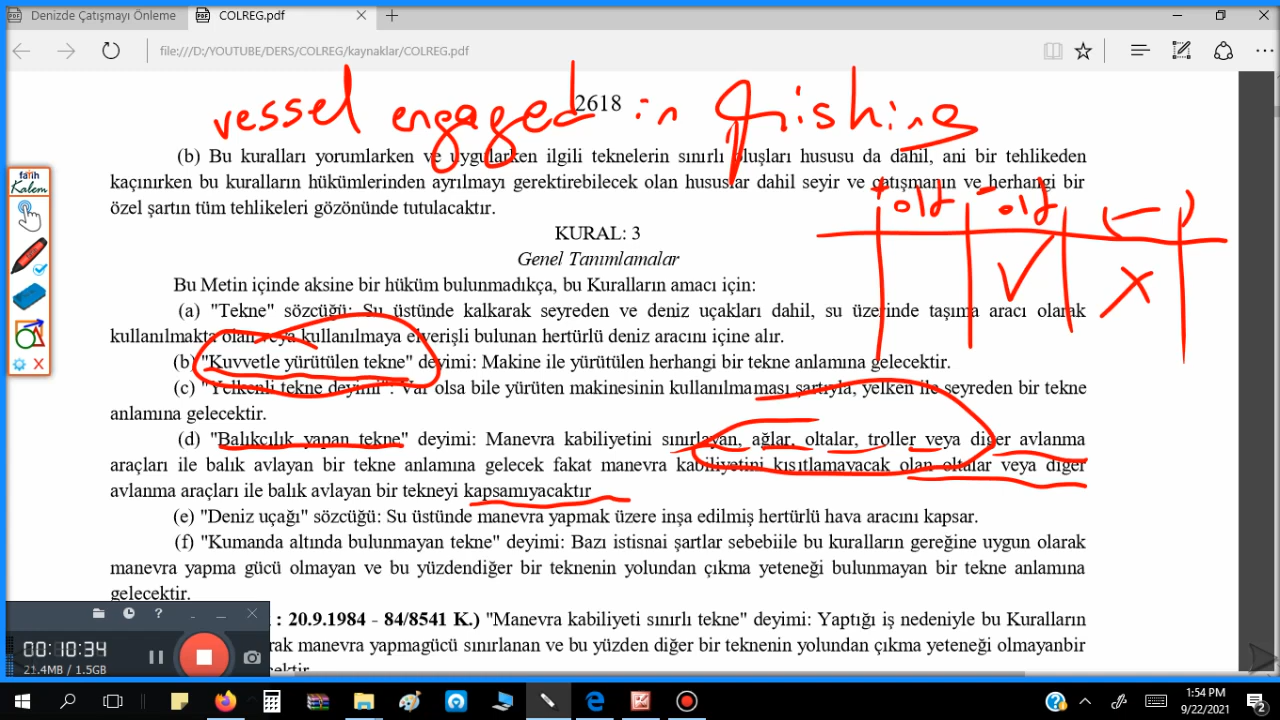 Denizde Çatışmayı Önleme
COLREG.pdf
file:///D:/YOUTUBE/DERS/COLREG/kaynaklar/COLREG.pdf
vessel engaged in fishing
2618
(b) Bu kuralları yorumlarken ve uygularken ilgili teknelerin sınırlı oluşları hususu da dahil, ani bir tehlikeden
kaçınırken bu kuralların hükümlerinden ayrılmayı gerektirebilecek olan hususlar dahil seyir ve çatışmanın ve herhangi bir
özel şartın tüm tehlikeleri gözönünde tutulacaktır.
fatih
Kalem
+ olt - olt (-)
KURAL: 3
Genel Tanımlamalar
Bu Metin içinde aksine bir hüküm bulunmadıkça, bu Kuralların amacı için:
(a) "Tekne" sözcüğü: Su üstünde kalkarak seyreden ve deniz uçakları dahil, su üzerinde taşıma aracı olarak
kullanılmakta olan veya kullanılmaya elverişli bulunan hertürlü deniz aracını içine alır.
(b) "Kuvvetle yürütülen tekne" deyimi: Makine ile yürütülen herhangi bir tekne anlamına gelecektir.
(c) "Yelkenli tekne deyimi": Var olsa bile yürüten makinesinin kullanılmaması şartıyla, yelken ile seyreden bir tekne
anlamına gelecektir.
(d) "Balıkcılık yapan tekne" deyimi: Manevra kabiliyetini sınırlayan, ağlar, oltalar, troller veya diğer avlanma
araçları ile balık avlayan bir tekne anlamına gelecek fakat manevra kabiliyetini kısıtlamayacak olan oltalar veya diğer
avlanma araçları ile balık avlayan bir tekneyi kapsamıyacaktır
(e) "Deniz uçağı" sözcüğü: Su üstünde manevra yapmak üzere inşa edilmiş hertürlü hava aracını kapsar.
(f) "Kumanda altında bulunmayan tekne" deyimi: Bazı istisnai şartlar sebebiile bu kuralların gereğine uygun olarak
manevra yapma gücü olmayan ve bu yüzdendiğer bir teknenin yolundan çıkma yeteneği bulunmayan bir tekne anlamına
gelecektir.
: 20.9.1984 - 84/8541 K.) "Manevra kabiliyeti sınırlı tekne" deyimi: Yaptığı iş nedeniyle bu Kuralların
rak manevra yapmagücü sınırlanan ve bu yüzden diğer bir teknenin yolundan çıkma yeteneği olmayanbir
ektir.
00:10:34
21.4MB / 1.5GB
1:54 PM
9/22/2021
2